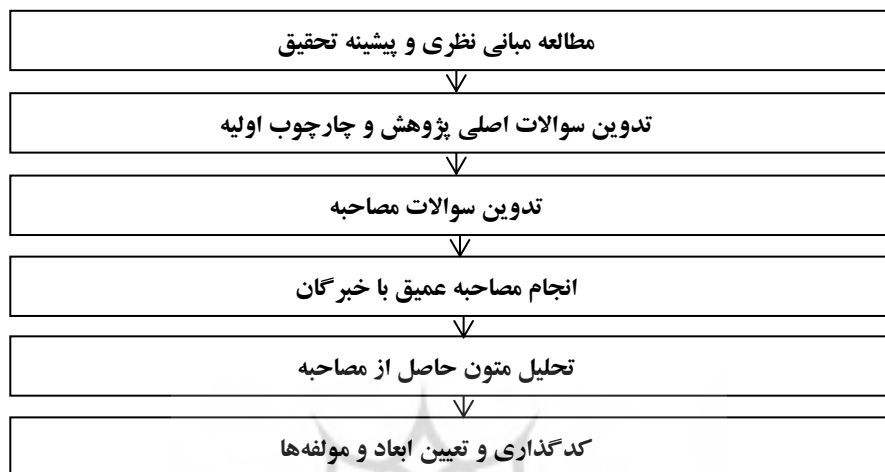 مطالعه مبانی نظری و پیشینه تحقیق
تدوین سوالات اصلی پژوهش و چارچوب اولیه
تدوین سوالات مصاحبه
انجام مصاحبه عمیق با خبرگان
تحلیل متون حاصل از مصاحبه
کدگذاری و تعیین ابعاد و مولفه‌ها